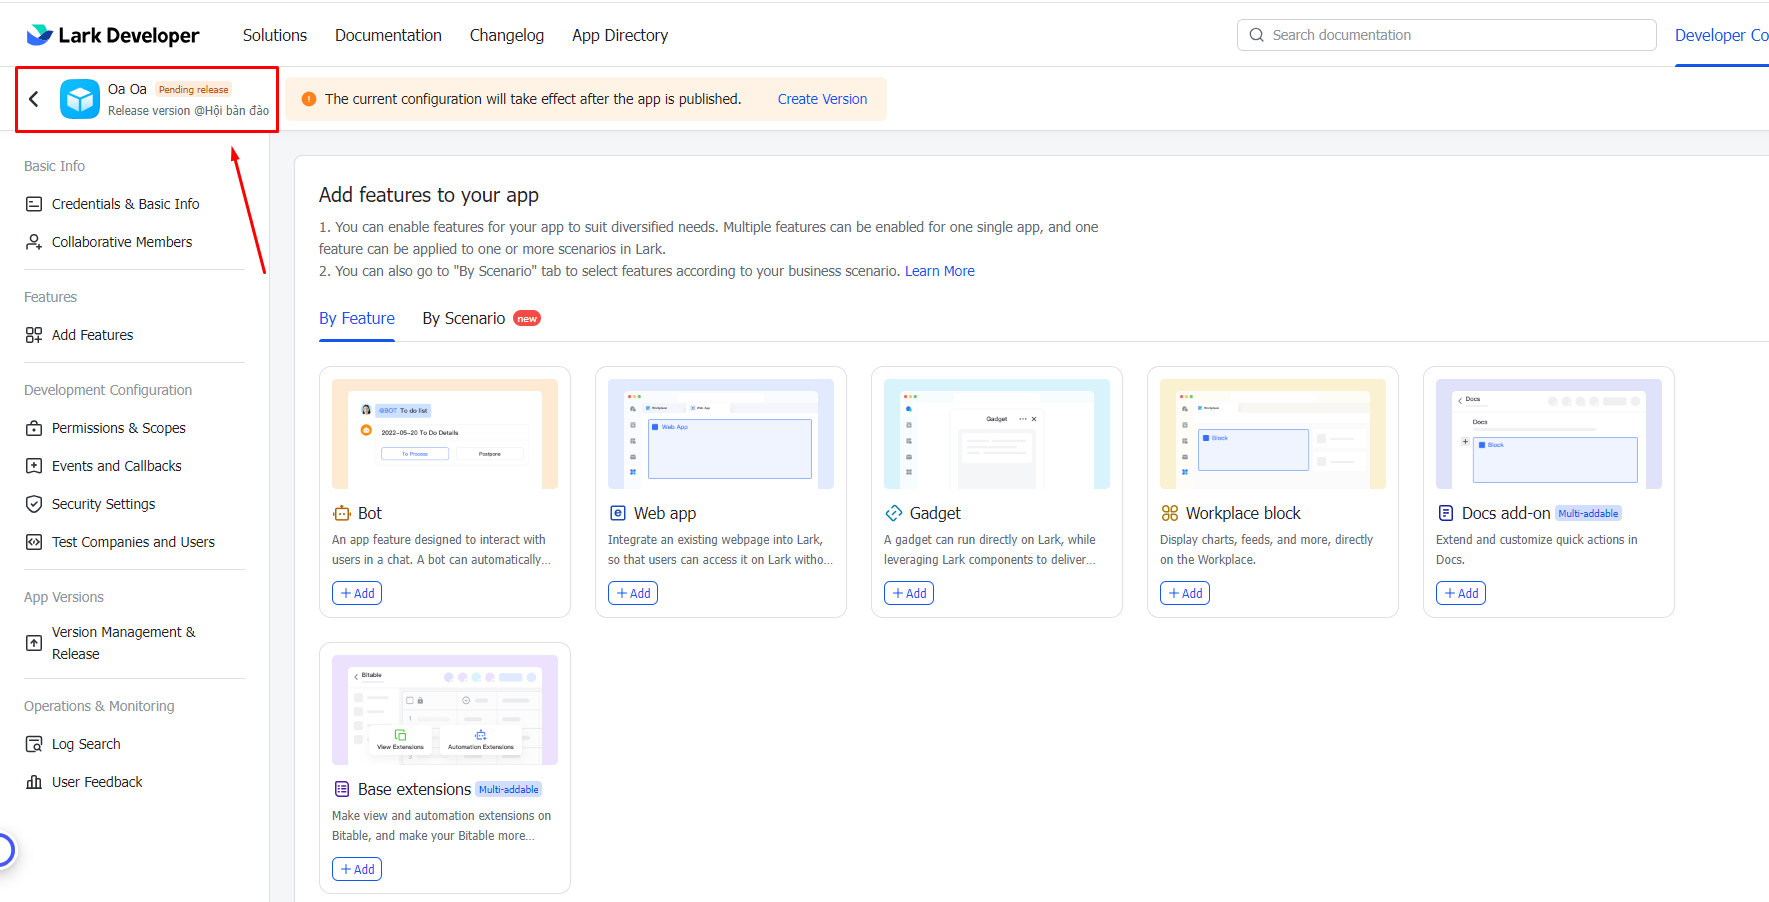 Lark Developer
Solutions
Documentation
Changelog
App Directory
Search documentation
Developer Co
Oa Oa
Pending release
Release version @Hội bàn đào
The current configuration will take effect after the app is published.
Create Version
Basic Info
Credentials & Basic Info
Collaborative Members
Features
Add Features
Development Configuration
Permissions & Scopes
Events and Callbacks
Security Settings
Test Companies and Users
App Versions
Version Management &
Release
Operations & Monitoring
Log Search
User Feedback
Add features to your app
1. You can enable features for your app to suit diversified needs. Multiple features can be enabled for one single app, and one
feature can be applied to one or more scenarios in Lark.
2. You can also go to "By Scenario" tab to select features according to your business scenario. Learn More
By Feature
By Scenario
new
@BOT To do list
2022-05-20 To Do Details
To Process
Postpone
Bot
An app feature designed to interact with
users in a chat. A bot can automatically...
+ Add
Workplace
Web App
Web App
Web app
Integrate an existing webpage into Lark,
so that users can access it on Lark witho...
+ Add
Gadget
Gadget
A gadget can run directly on Lark, while
leveraging Lark components to deliver...
+ Add
Workplace
Block
Workplace block
Display charts, feeds, and more, directly
on the Workplace.
+ Add
Docs
Docs
Block
Docs add-on
Multi-addable
Extend and customize quick actions in
Docs.
+ Add
Bitable
1
View Extensions
Automation Extensions
Base extensions
Multi-addable
Make view and automation extensions on
Bitable, and make your Bitable more...
+ Add